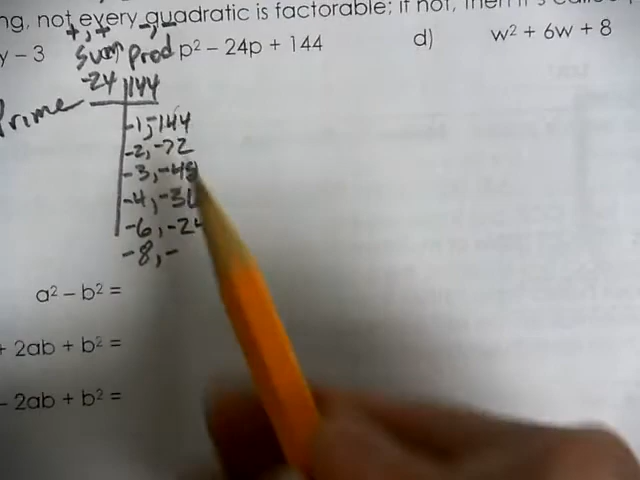 ng, not every quadratic is factorable; if not, then it's called
+, + -, -
y – 3 Sum Prod p² – 24p + 144 d) w² + 6w + 8
-24 144
Prime
-1, -144
-2, -72
-3, -48
-4, -3
-6, -24
-8, -
a² – b² =
+ 2ab + b² =
– 2ab + b² =